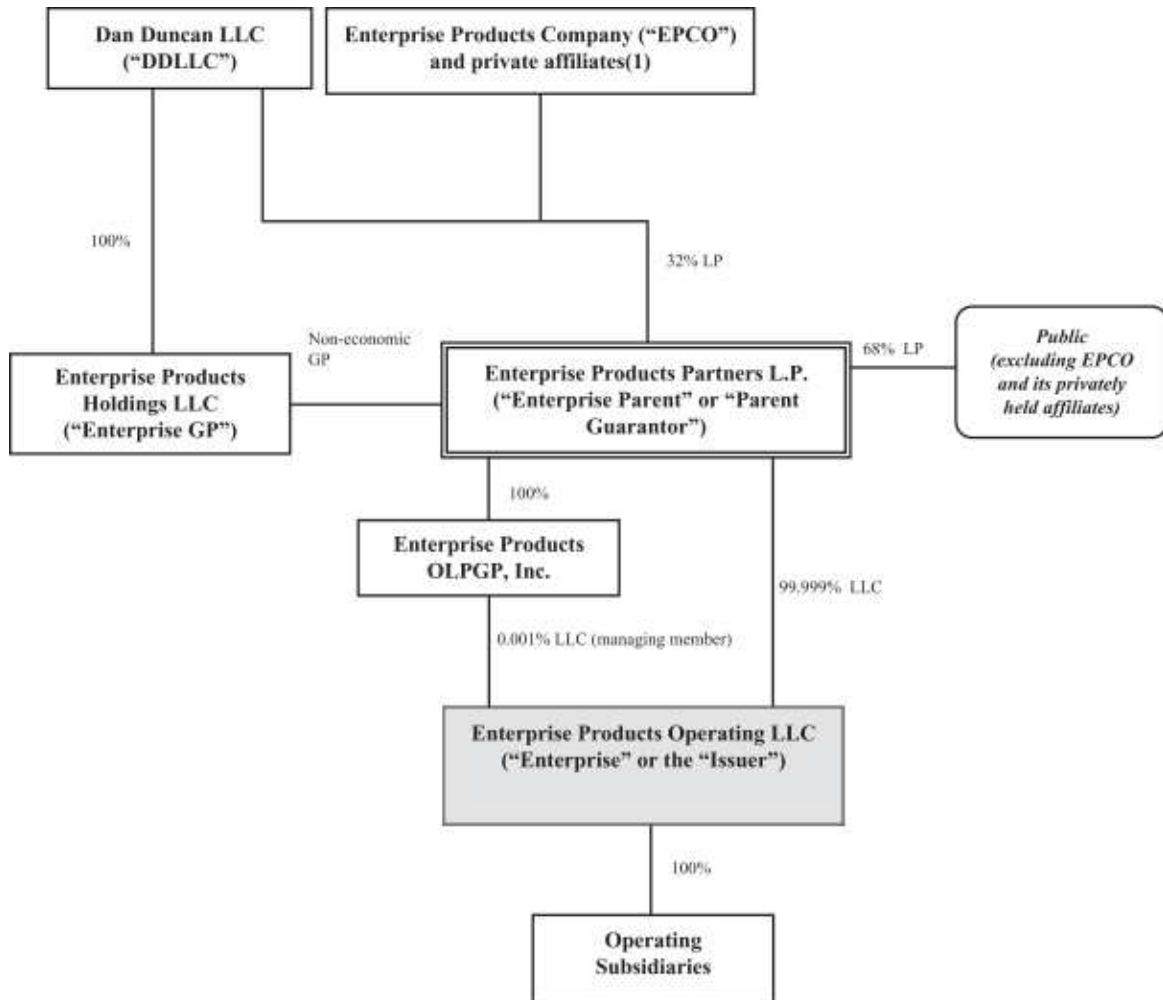 Dan Duncan LLC
(“DDLLC”)
Enterprise Products Company (“EPCO”)
and private affiliates(1)
100%
32% LP
Non-economic
GP
68% LP
Public
(excluding EPCO
and its privately
held affiliates)
Enterprise Products
Holdings LLC
(“Enterprise GP”)
Enterprise Products Partners L.P.
(“Enterprise Parent” or “Parent
Guarantor”)
100%
Enterprise Products
OLPGP, Inc.
99.999% LLC
0.001% LLC (managing member)
Enterprise Products Operating LLC
(“Enterprise” or the “Issuer”)
100%
Operating
Subsidiaries